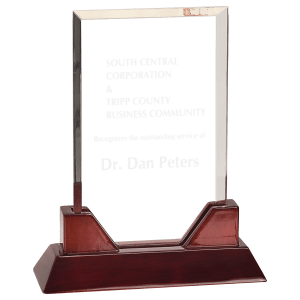 SOUTH CENTRAL
CORPORATION
&
TRIPP COUNTY
BUSINESS COMMUNITY
Recognizes the outstanding service of
Dr. Dan Peters